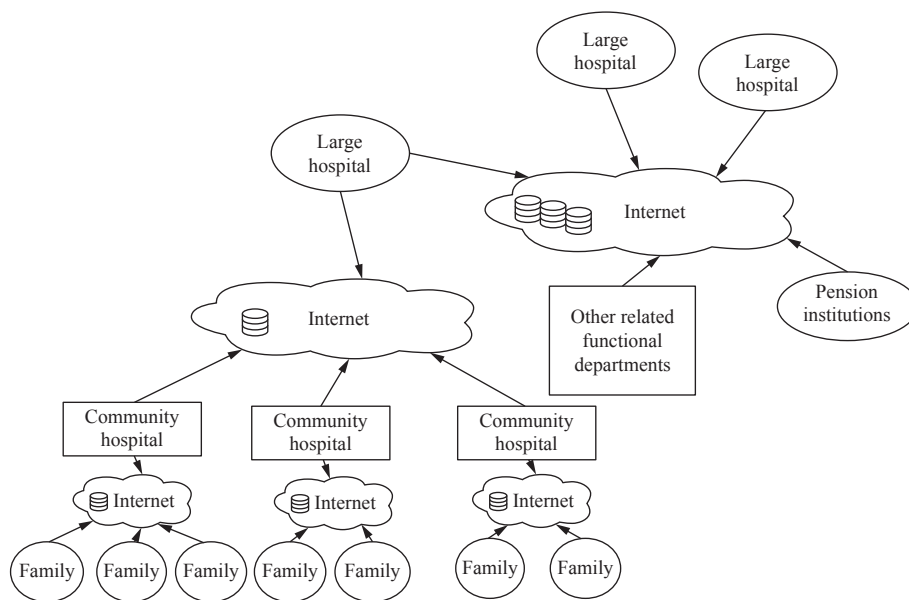 Large
hospital
Large
hospital
Large
hospital
Internet
Pension
institutions
Other related
functional
departments
Internet
Community
hospital
Community
hospital
Community
hospital
Internet
Internet
Internet
Family
Family
Family
Family
Family
Family
Family